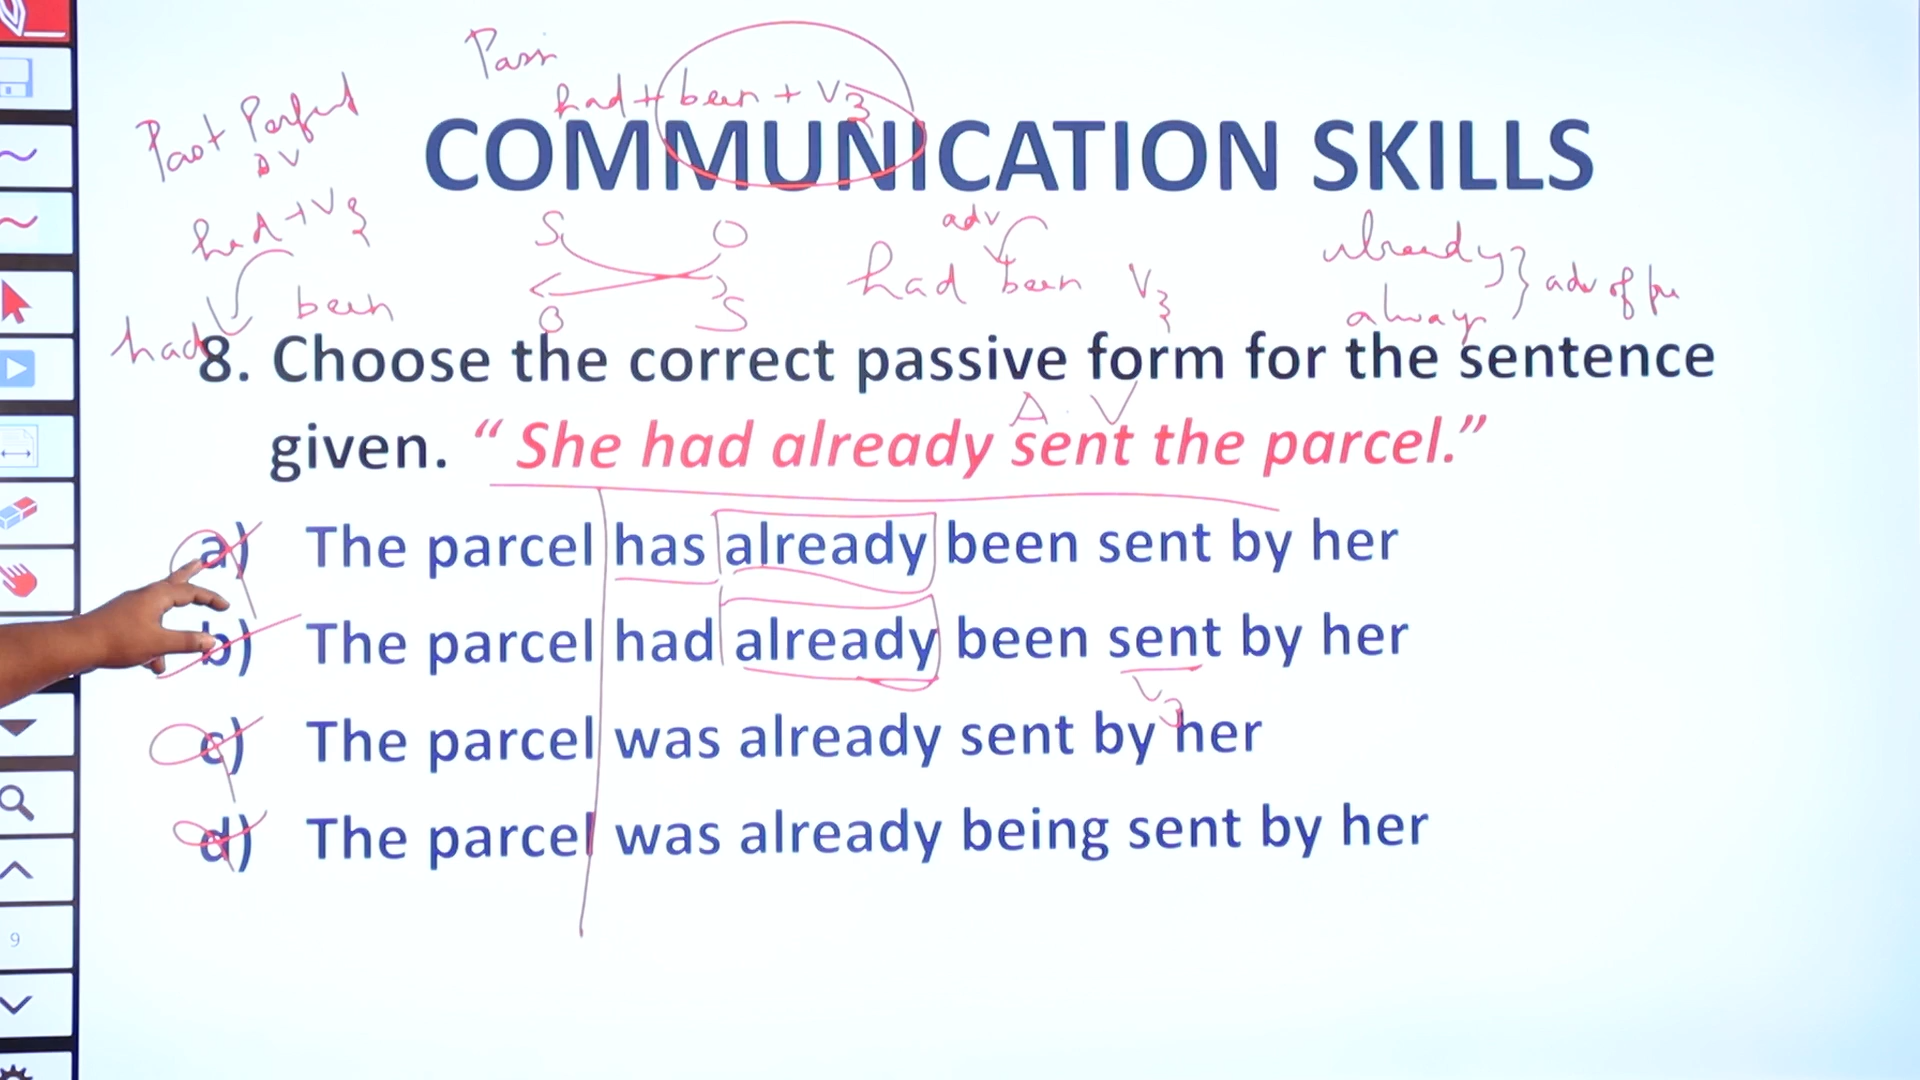 Pass
had + been + V3
Past Perfect
AV
COMMUNICATION SKILLS
had + V3
S O adv already
had been V3 always } adv of
had been O S
8. Choose the correct passive form for the sentence
A V
given. “ She had already sent the parcel.”
a) The parcel has already been sent by her
b) The parcel had already been sent by her
V3
c) The parcel was already sent by her
d) The parcel was already being sent by her
9